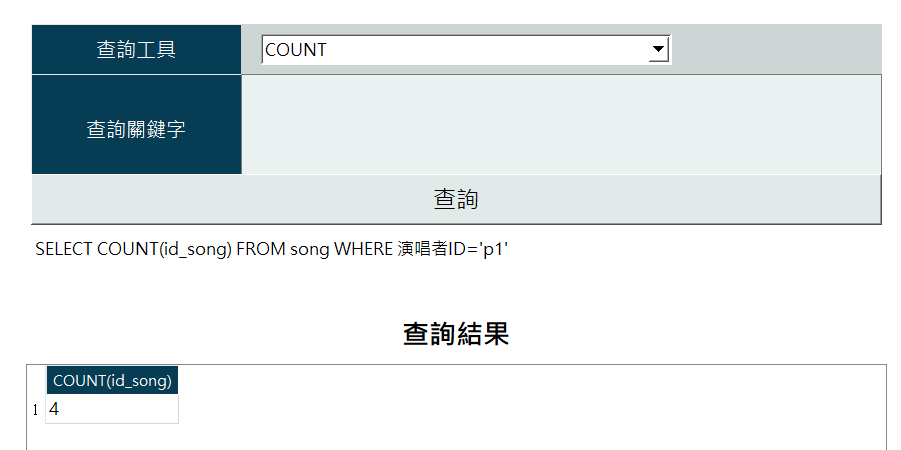 查詢工具 COUNT
查詢關鍵字
查詢
SELECT COUNT(id_song) FROM song WHERE 演唱者ID='p1'
查詢結果
COUNT(id_song)
1 4